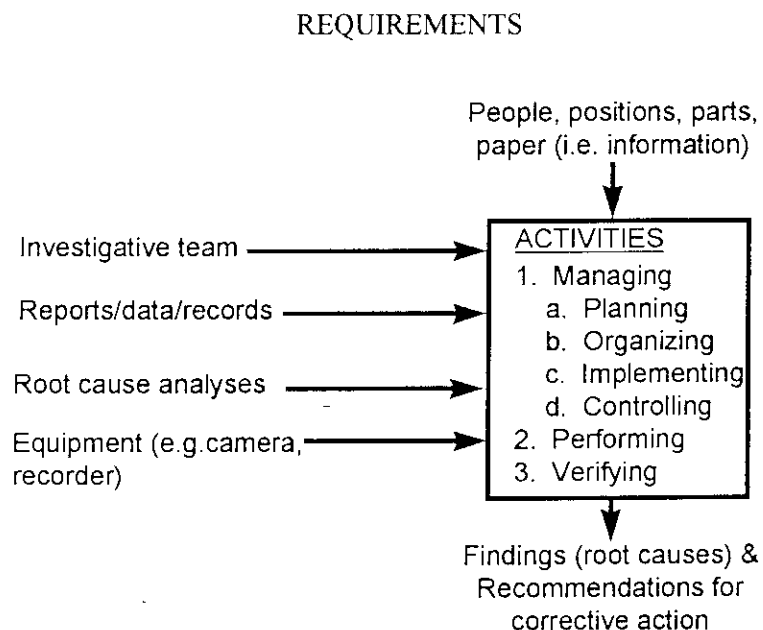 REQUIREMENTS
People, positions, parts,
paper (i.e. information)
Investigative team
Reports/data/records
Root cause analyses
Equipment (e.g.camera,
recorder)
ACTIVITIES
1. Managing
a. Planning
b. Organizing
c. Implementing
d. Controlling
2. Performing
3. Verifying
Findings (root causes) &
Recommendations for
corrective action